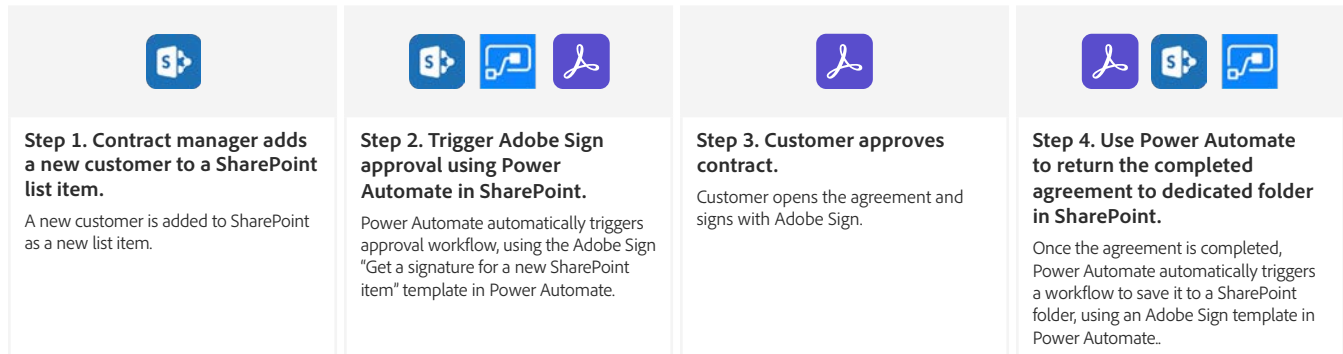 Step 1. Contract manager adds
a new customer to a SharePoint
list item.
A new customer is added to SharePoint
as a new list item.
Step 2. Trigger Adobe Sign
approval using Power
Automate in SharePoint.
Power Automate automatically triggers
approval workflow, using the Adobe Sign
“Get a signature for a new SharePoint
item” template in Power Automate.
Step 3. Customer approves
contract.
Customer opens the agreement and
signs with Adobe Sign.
Step 4. Use Power Automate
to return the completed
agreement to dedicated folder
in SharePoint.
Once the agreement is completed,
Power Automate automatically triggers
a workflow to save it to a SharePoint
folder, using an Adobe Sign template in
Power Automate..